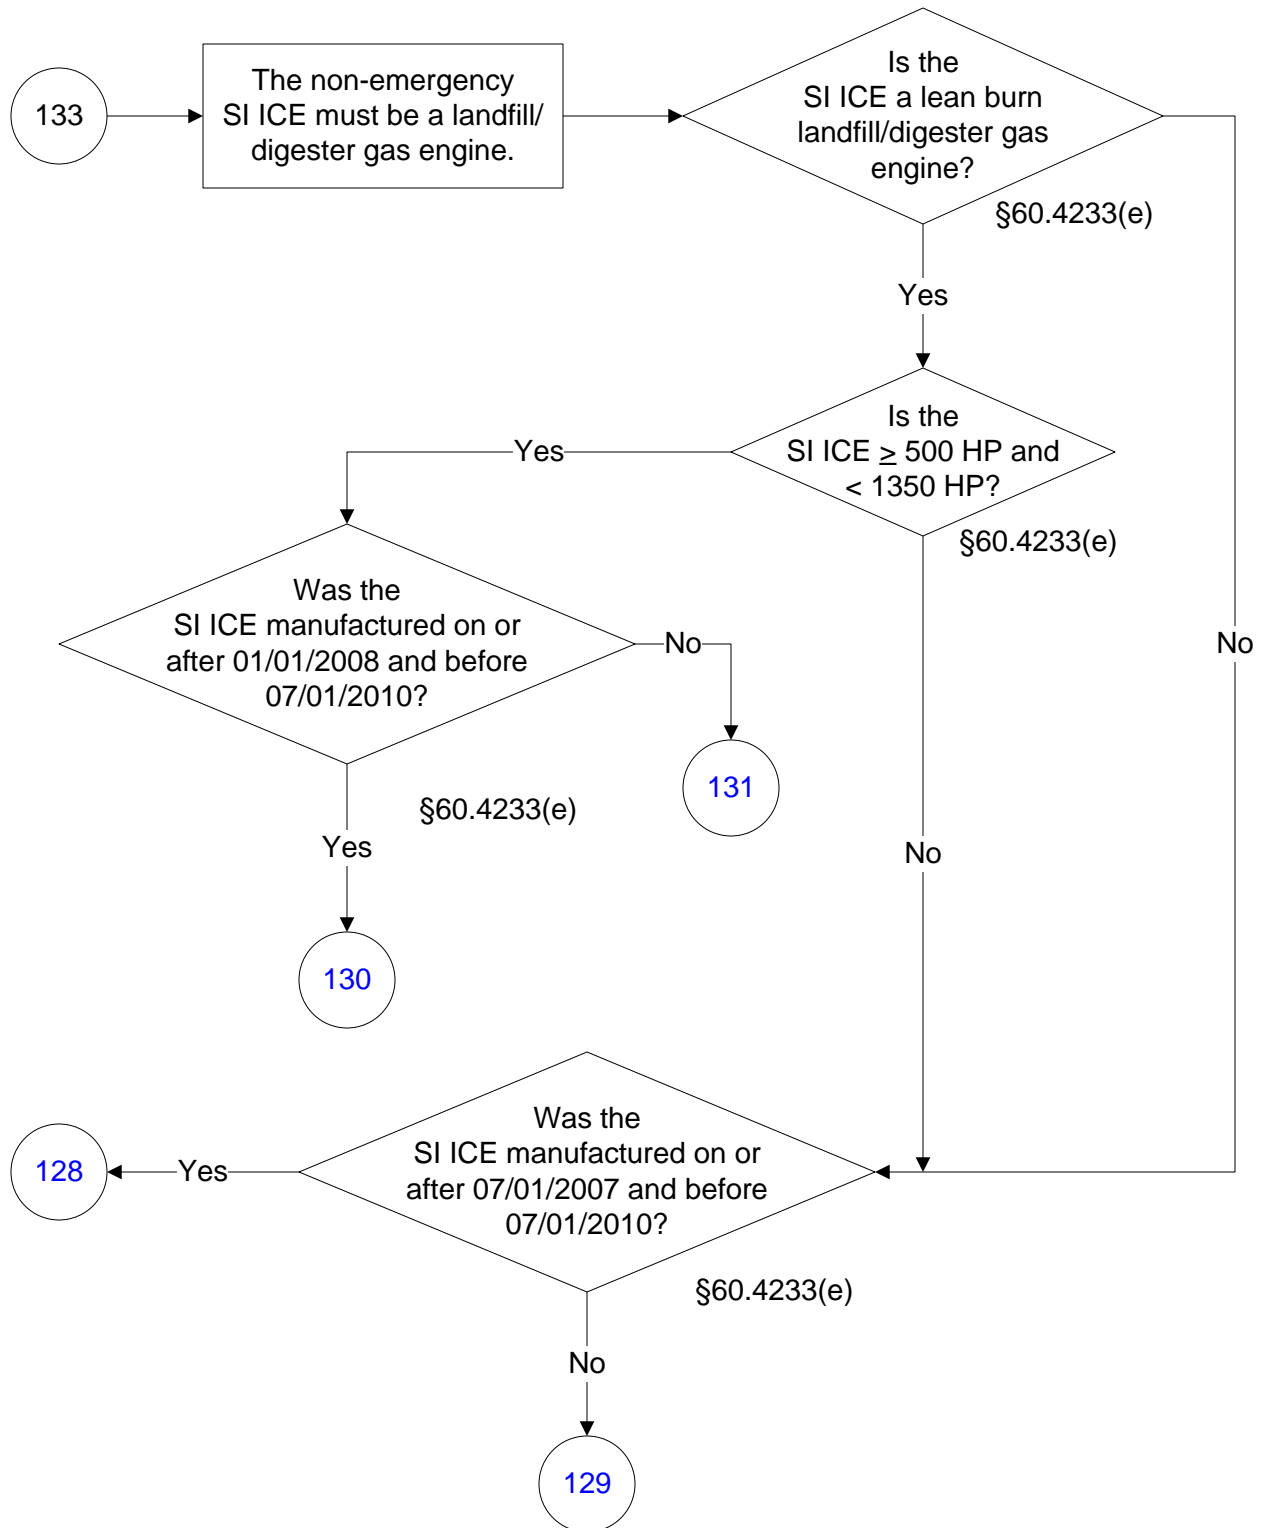 133
The non-emergency
SI ICE must be a landfill/
digester gas engine.
Is the
SI ICE a lean burn
landfill/digester gas
engine?
§60.4233(e)
Yes
No
Is the
SI ICE ≥ 500 HP and
< 1350 HP?
§60.4233(e)
Yes
No
Was the
SI ICE manufactured on or
after 01/01/2008 and before
07/01/2010?
§60.4233(e)
No
131
Yes
130
Was the
SI ICE manufactured on or
after 07/01/2007 and before
07/01/2010?
§60.4233(e)
Yes
128
No
129